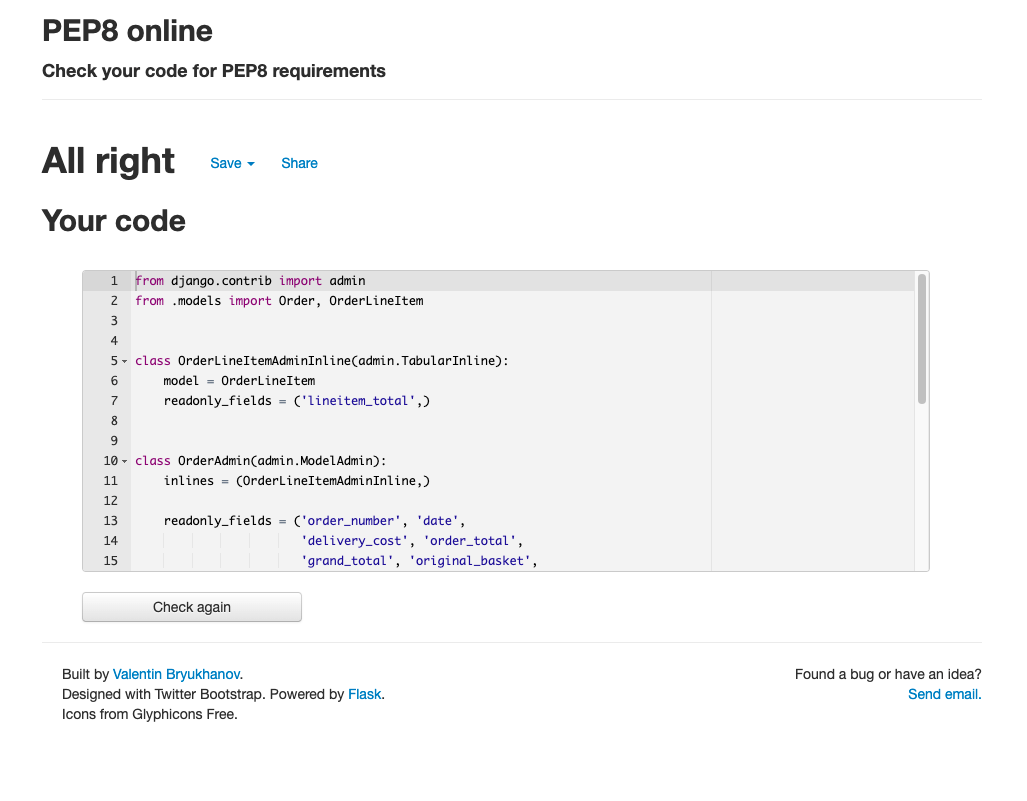 PEP8 online
Check your code for PEP8 requirements
All right Save Share
Your code
1 from django.contrib import admin
2 from .models import Order, OrderLineItem
3
4
5 class OrderLineItemAdminInline(admin.TabularInline):
6     model = OrderLineItem
7     readonly_fields = ('lineitem_total',)
8
9
10 class OrderAdmin(admin.ModelAdmin):
11     inlines = (OrderLineItemAdminInline,)
12
13     readonly_fields = ('order_number', 'date',
14                        'delivery_cost', 'order_total',
15                        'grand_total', 'original_basket',
Check again
Built by Valentin Bryukhanov.
Designed with Twitter Bootstrap. Powered by Flask.
Icons from Glyphicons Free.
Found a bug or have an idea?
Send email.